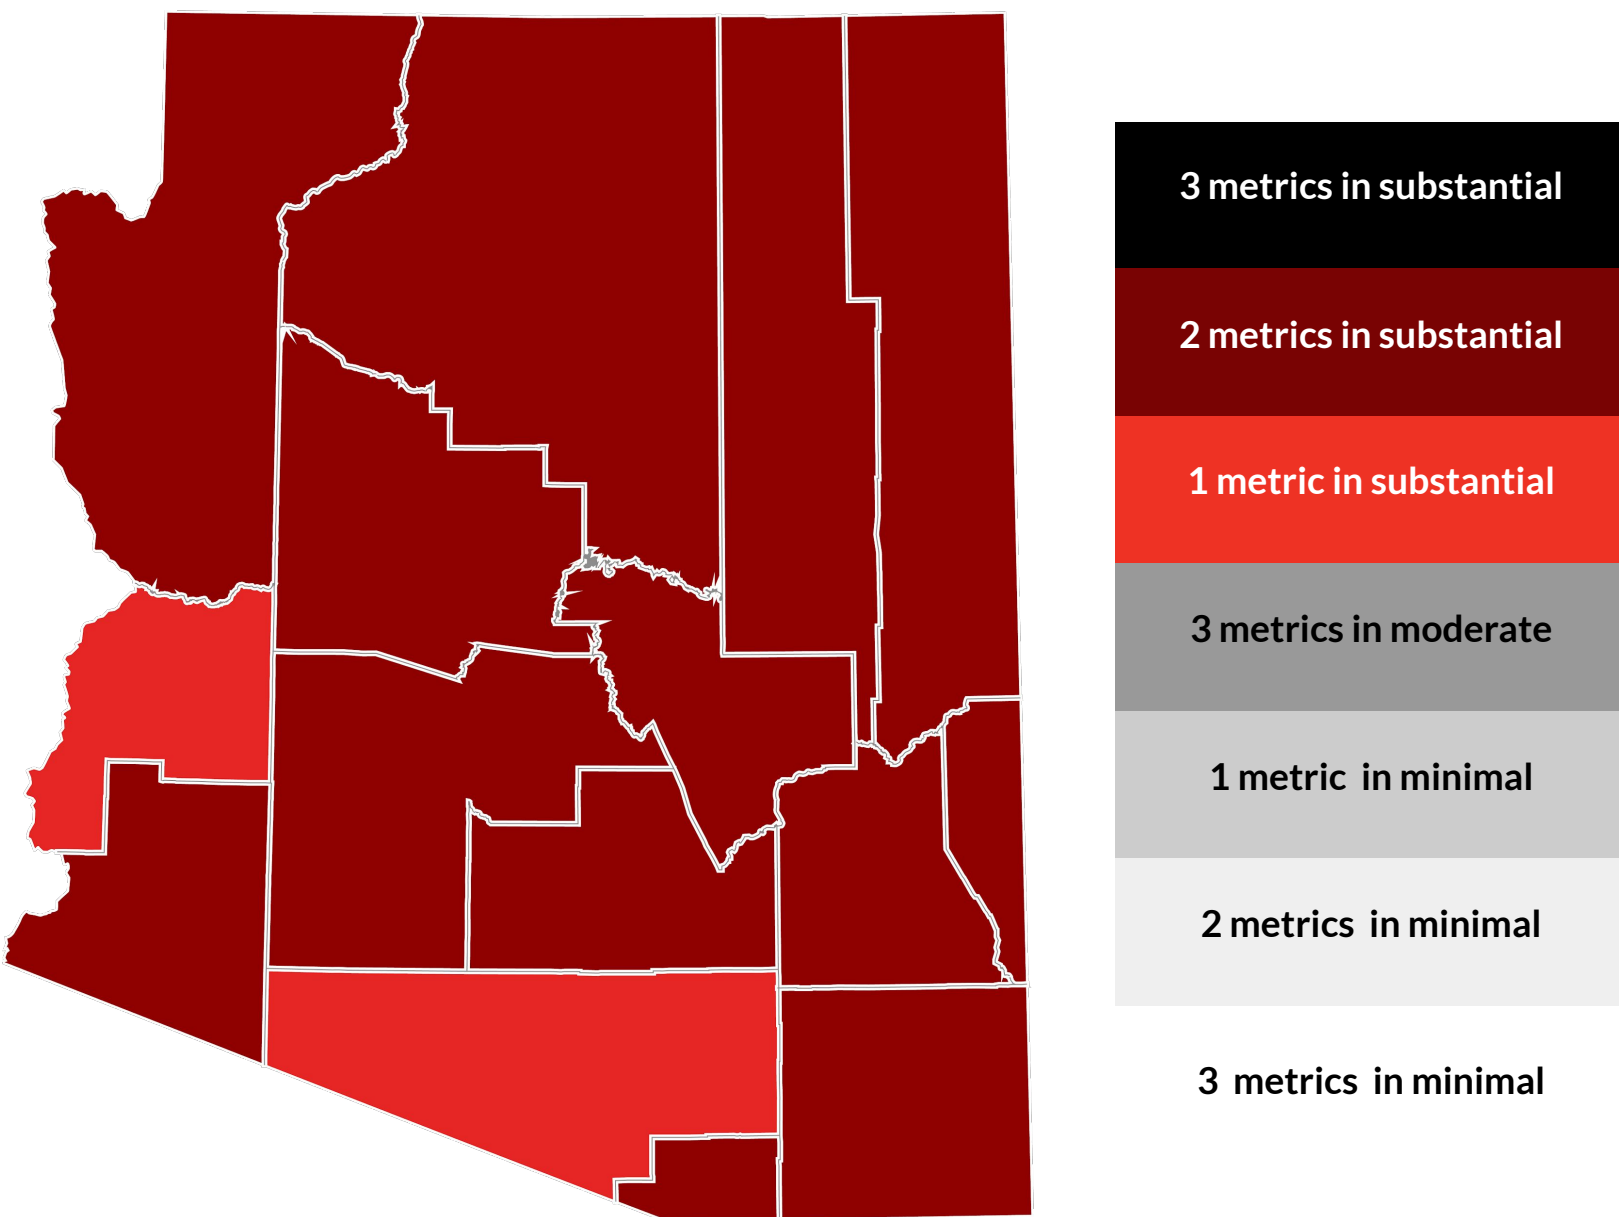 3 metrics in substantial
2 metrics in substantial
1 metric in substantial
3 metrics in moderate
1 metric in minimal
2 metrics in minimal
3 metrics in minimal